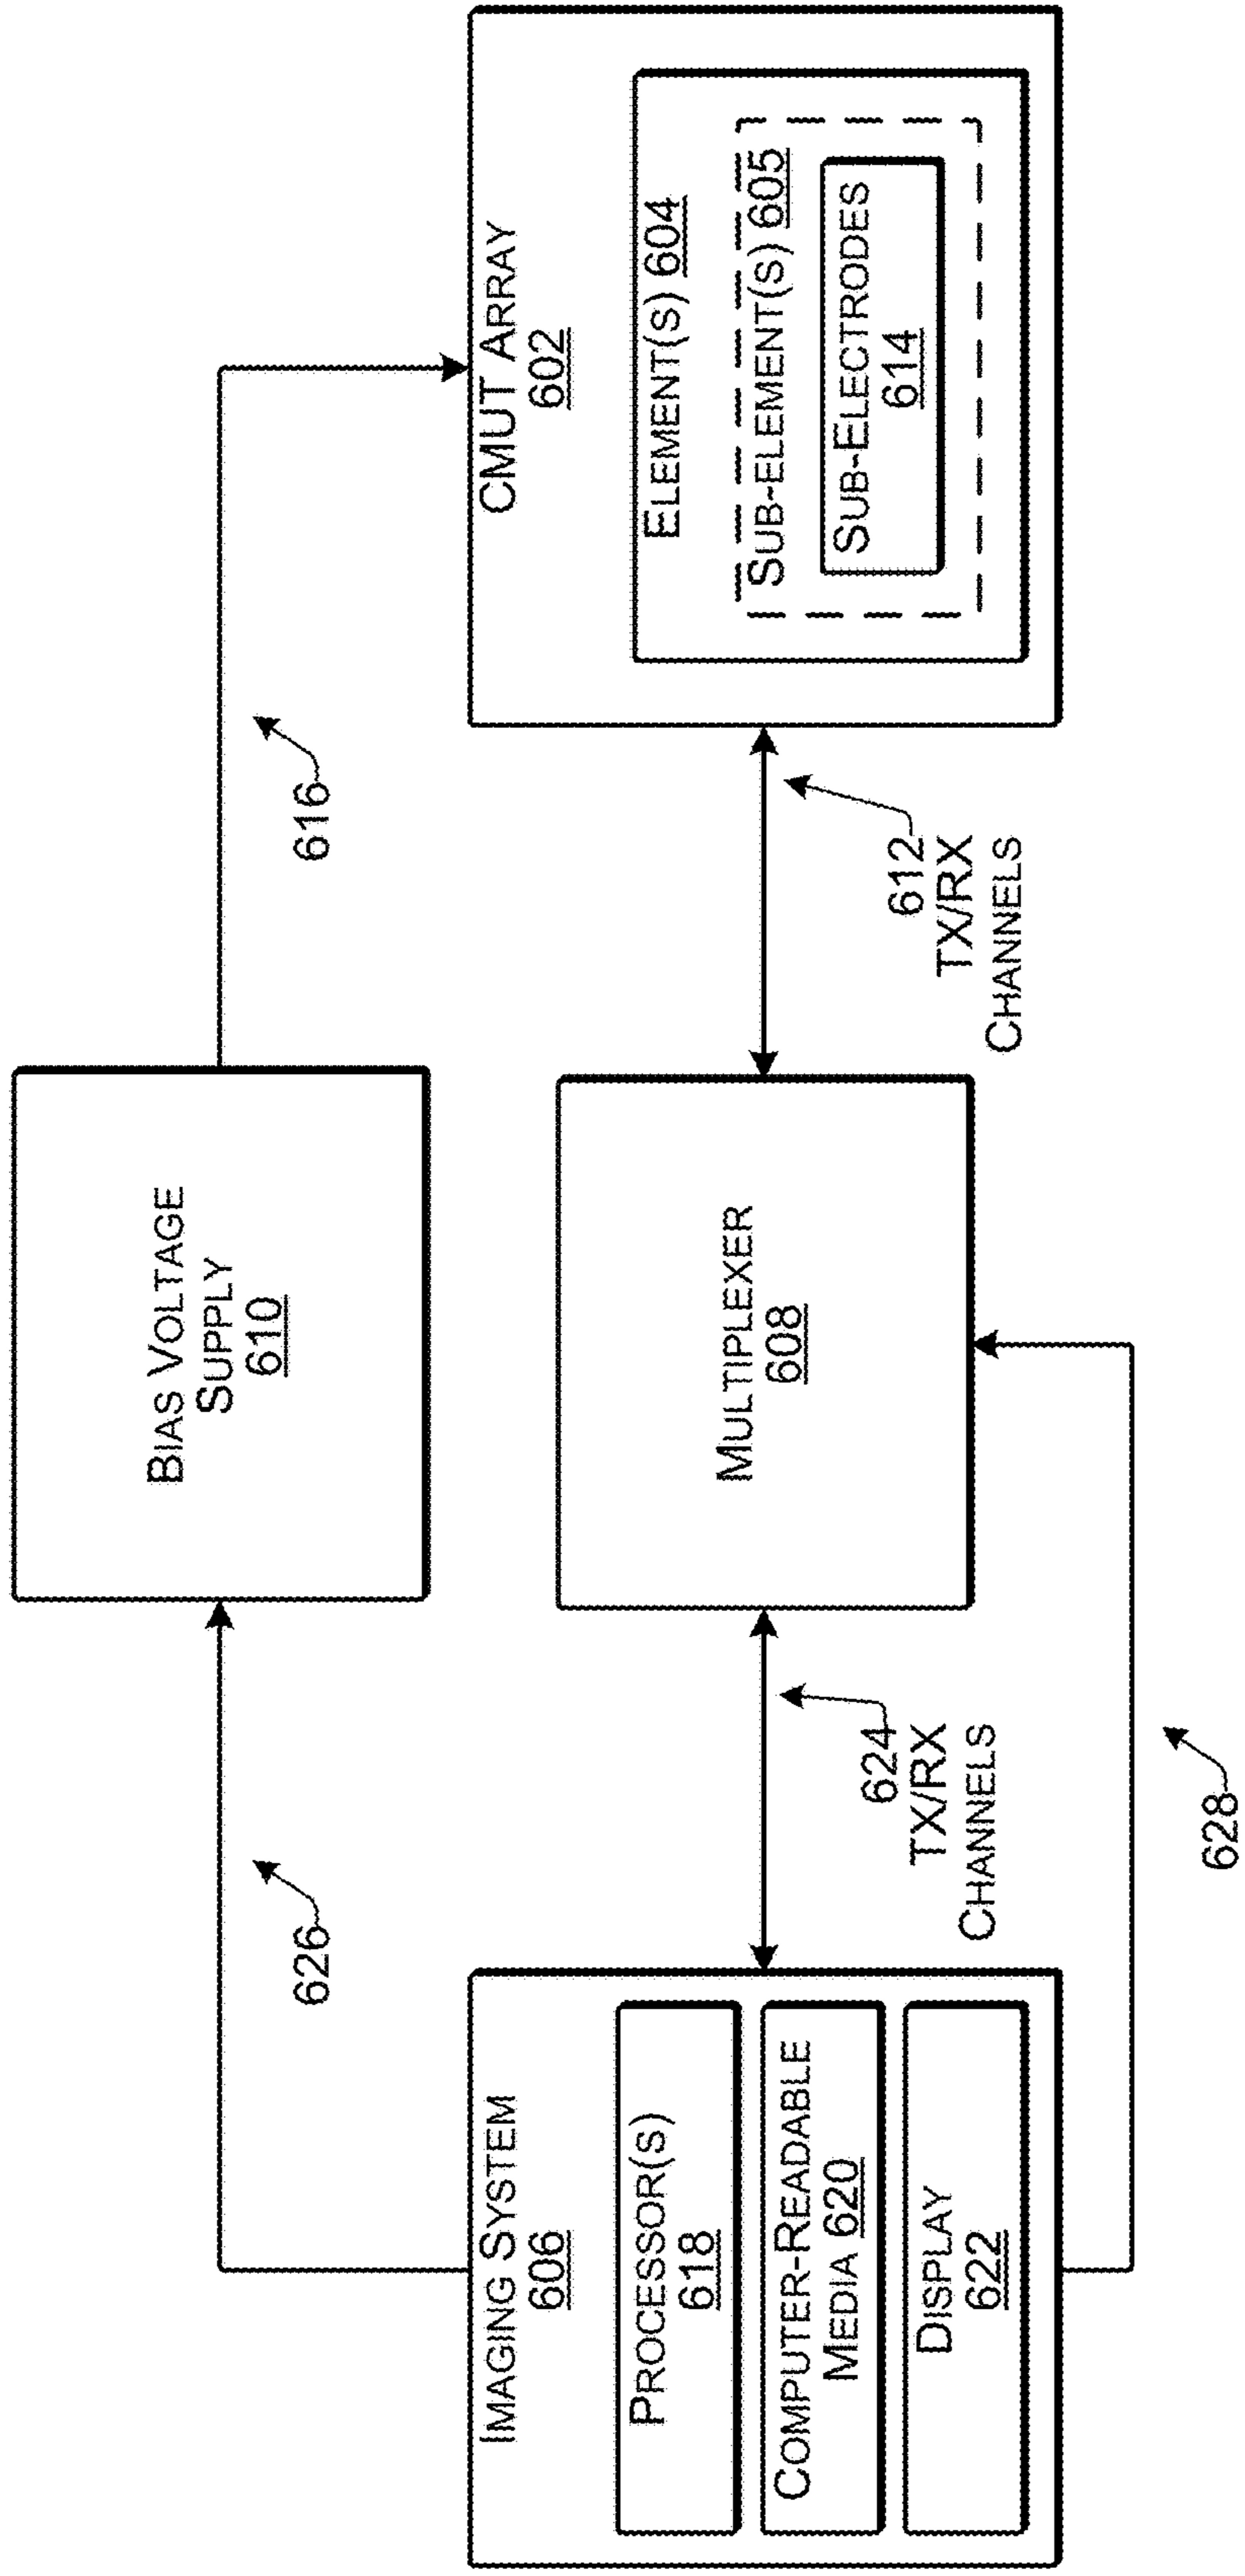 BIAS VOLTAGE
SUPPLY
610
626
616
IMAGING SYSTEM
606
PROCESSOR(S)
618
COMPUTER-READABLE
MEDIA 620
DISPLAY
622
624
TX/RX
CHANNELS
MULTIPLEXER
608
612
TX/RX
CHANNELS
CMUT ARRAY
602
ELEMENT(S) 604
SUB-ELEMENT(S) 605
SUB-ELECTRODES
614
628